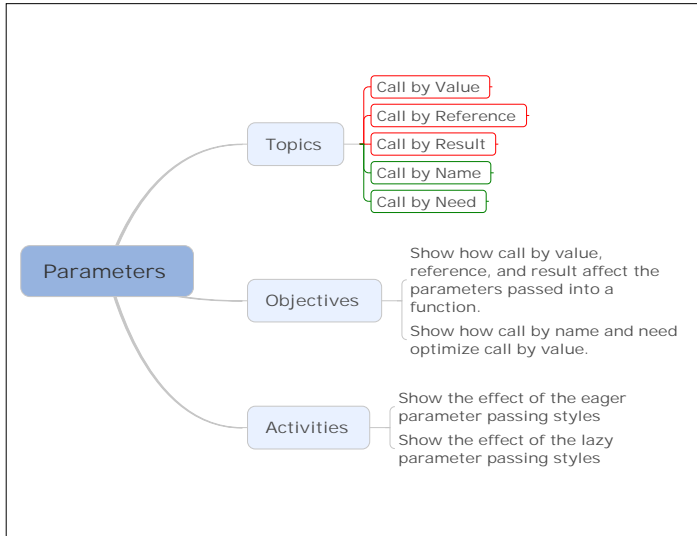 Parameters
Topics
Call by Value
Call by Reference
Call by Result
Call by Name
Call by Need
Objectives
Show how call by value,
reference, and result affect the
parameters passed into a
function.
Show how call by name and need
optimize call by value.
Activities
Show the effect of the eager
parameter passing styles
Show the effect of the lazy
parameter passing styles